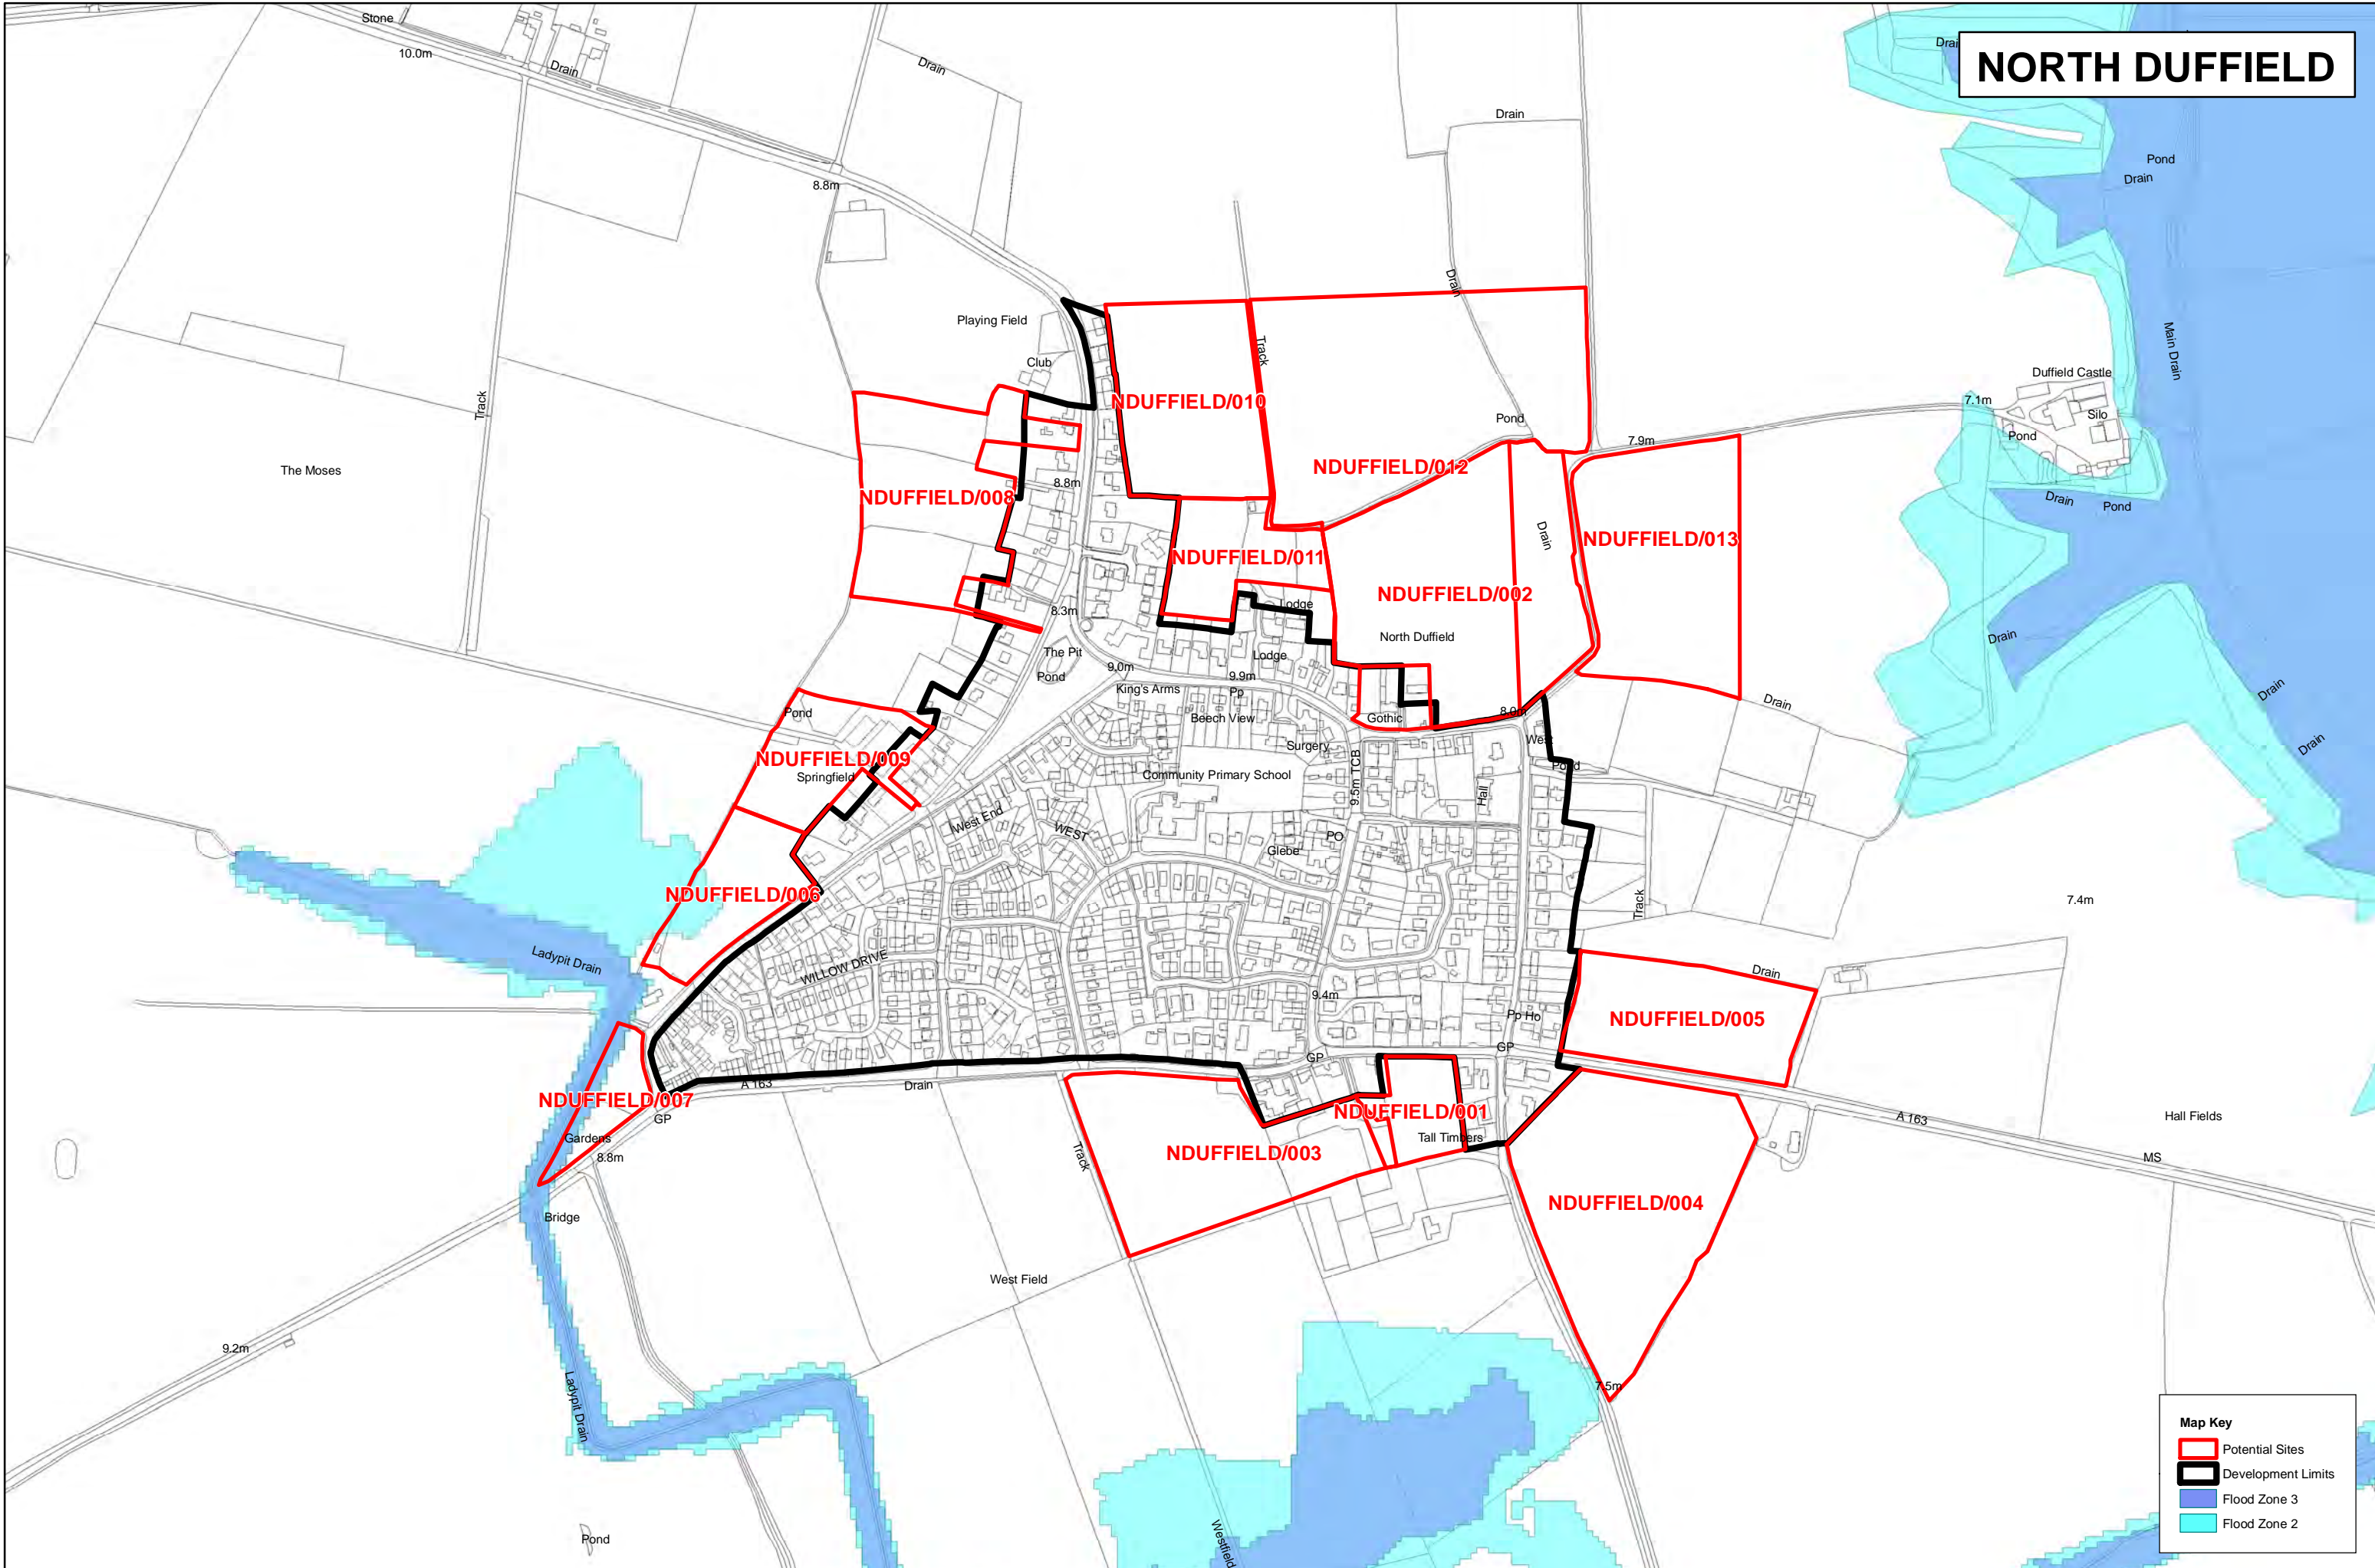 Stone
10.0m
Drain
Drain
Drai
NORTH DUFFIELD
Drain
Pond
Drain
8.8m
Drain
Playing Field
Club
Track
Main Drain
Duffield Castle
Track
NDUFFIELD/010
7.1m
Silo
Pond
Pond
7.9m
The Moses
NDUFFIELD/012
8.8m
NDUFFIELD/008
Drain
Pond
Drain
NDUFFIELD/013
NDUFFIELD/011
NDUFFIELD/002
Lodge
8.3m
North Duffield
Drain
The Pit
Lodge
9.0m
Pond
9.9m
King's Arms
Pp
Drain
Drain
Pond
Beech View
Gothic
8.0m
Surgery
West
Drain
NDUFFIELD/009
Springfield
Community Primary School
Pond
9.5m TCB
Hall
West End
WEST
PO
Glebe
NDUFFIELD/006
Track
7.4m
Ladypit Drain
WILLOW DRIVE
Drain
9.4m
Pp Ho
NDUFFIELD/005
GP
GP
A 163
Drain
NDUFFIELD/007
GP
NDUFFIELD/001
A 163
Hall Fields
Gardens
Tall Timbers
8.8m
Track
NDUFFIELD/003
MS
NDUFFIELD/004
Bridge
West Field
9.2m
7.5m
Ladypit Drain
Westfield
Pond
Map Key
Potential Sites
Development Limits
Flood Zone 3
Flood Zone 2